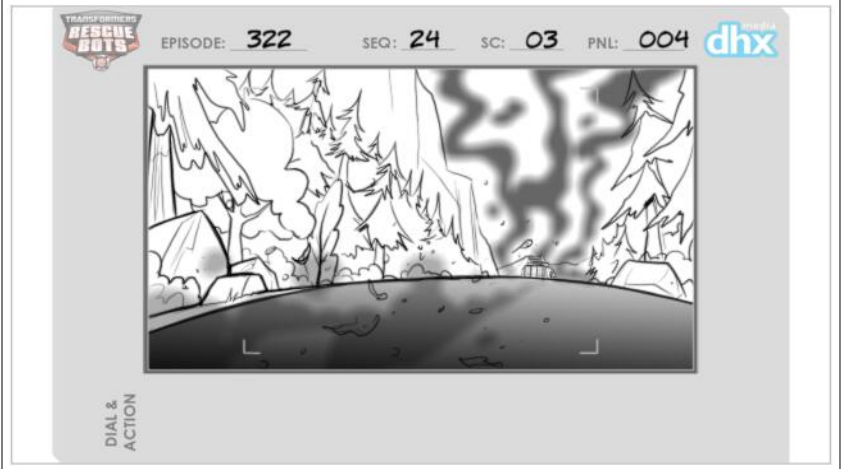 TRANSFORMERS
RESCUE
BOTS
EPISODE: 322 SEQ: 24 SC: 03 PNL: 004
dhx media
DIAL &
ACTION